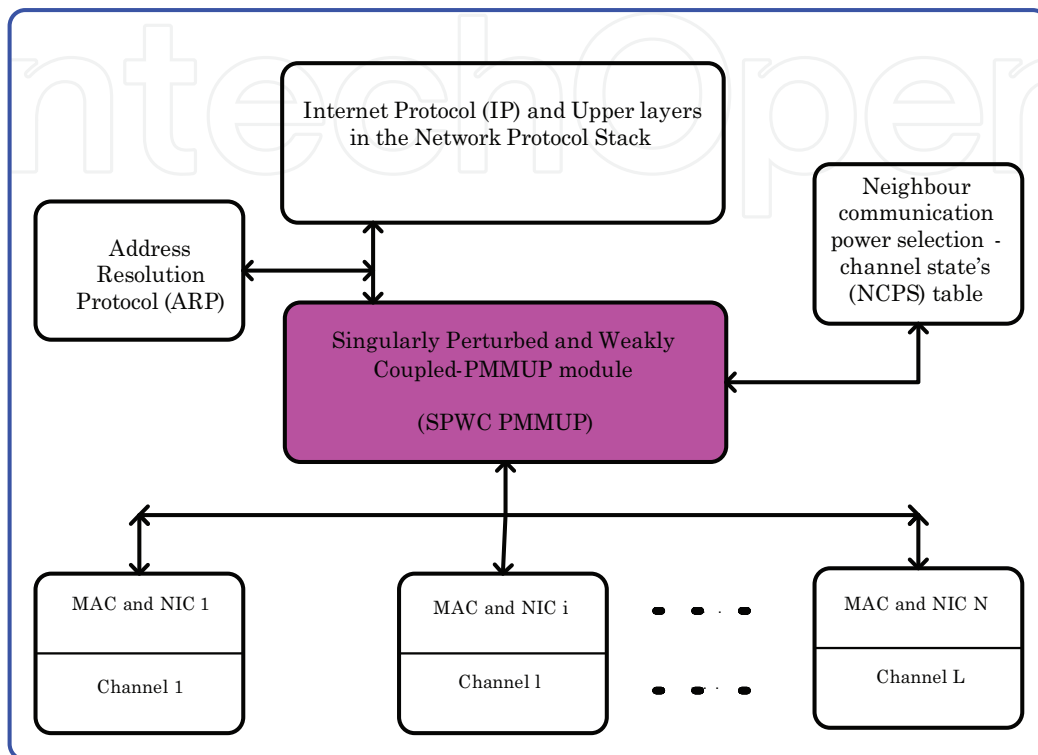 ntechOpen
Internet Protocol (IP) and Upper layers
in the Network Protocol Stack
Address
Resolution
Protocol (ARP)
Neighbour
communication
power selection -
channel state's
(NCPS) table
Singularly Perturbed and Weakly
Coupled-PMMUP module
(SPWC PMMUP)
MAC and NIC 1
Channel 1
MAC and NIC i
Channel l
MAC and NIC N
Channel L